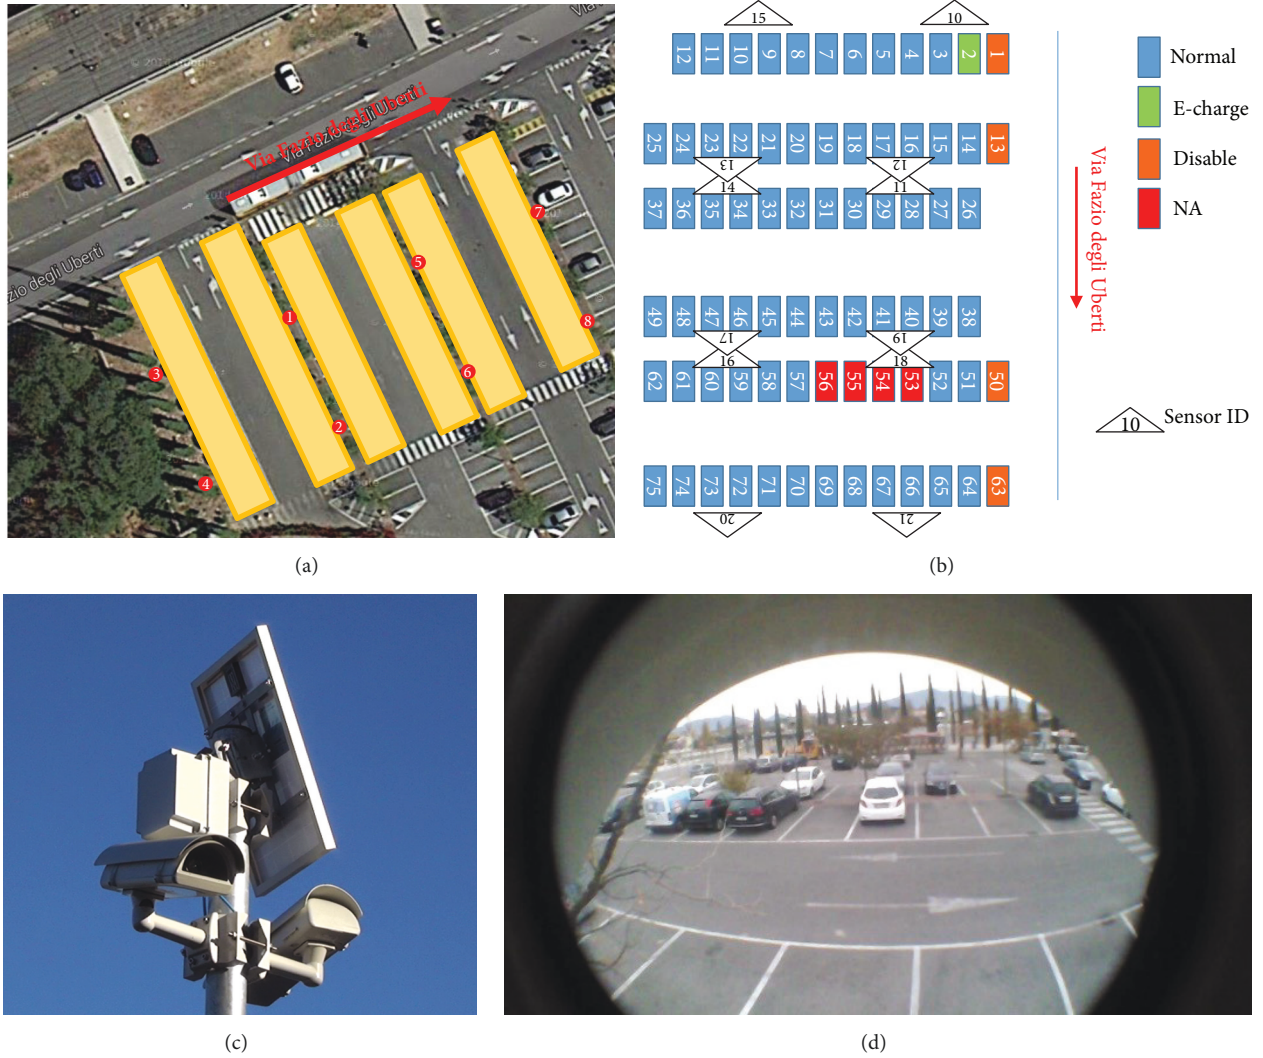 Via Fazio degli Uberti
Via Fazio degli Uberti
zio degli Uberti
Via
1
2
3
4
5
6
7
8
(a)
15
10
12 11 10 9 8 7 6 5 4 3 2 1
25 24 23 22 21 20 19 18 17 16 15 14 13
13
12
14
11
37 36 35 34 33 32 31 30 29 28 27 26
49 48 47 46 45 44 43 42 41 40 39 38
17
19
16
18
62 61 60 59 58 57 56 55 54 53 52 51 50
75 74 73 72 71 70 69 68 67 66 65 64 63
20
21
Via Fazio degli Uberti
Normal
E-charge
Disable
NA
10 Sensor ID
(b)
(c)
(d)